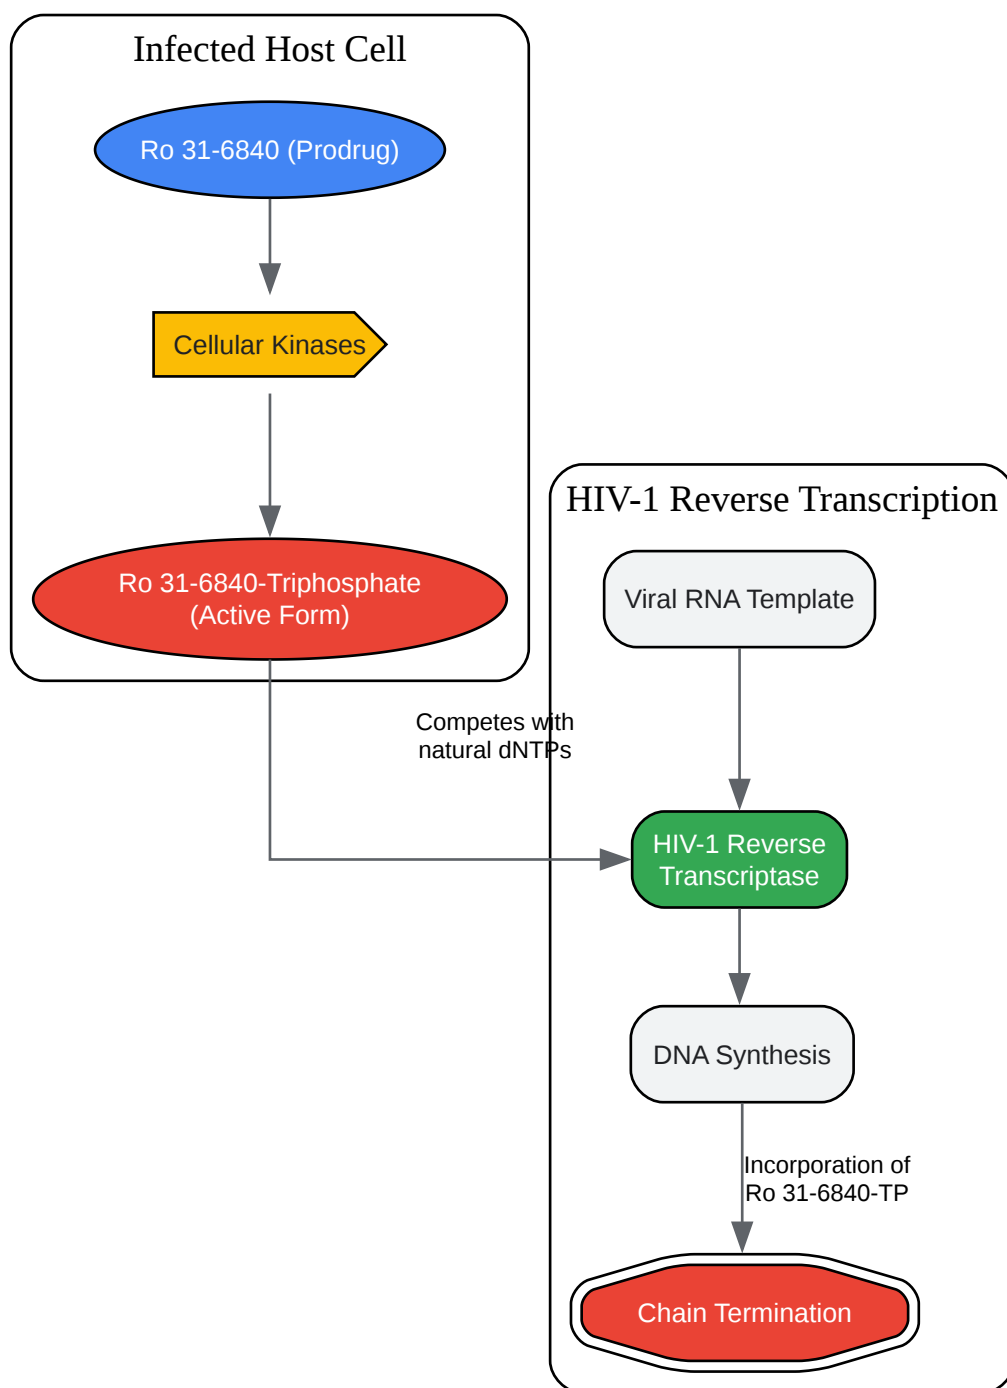 Infected Host Cell
Ro 31-6840 (Prodrug)
Cellular Kinases
Ro 31-6840-Triphosphate
(Active Form)
Competes with
natural dNTPs
HIV-1 Reverse Transcription
Viral RNA Template
HIV-1 Reverse
Transcriptase
DNA Synthesis
Incorporation of
Ro 31-6840-TP
Chain Termination